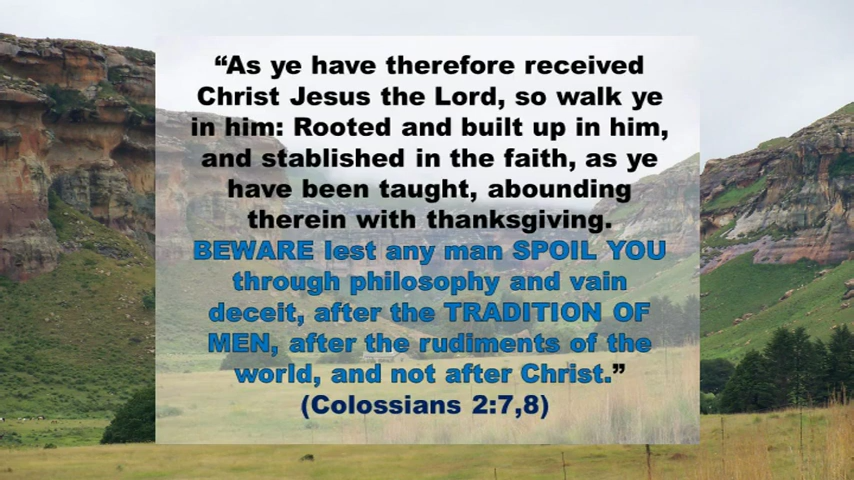 “As ye have therefore received
Christ Jesus the Lord, so walk ye
in him: Rooted and built up in him,
and stablished in the faith, as ye
have been taught, abounding
therein with thanksgiving.
BEWARE lest any man SPOIL YOU
through philosophy and vain
deceit, after the TRADITION OF
MEN, after the rudiments of the
world, and not after Christ.”
(Colossians 2:7,8)